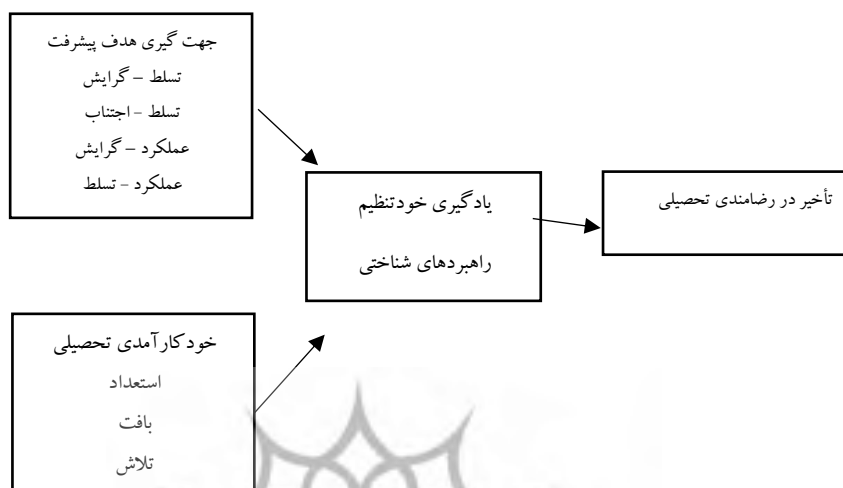 جهت گیری هدف پیشرفت
تسلط – گرایش
تسلط - اجتناب
عملکرد – گرایش
عملکرد - تسلط
یادگیری خودتنظیم
راهبردهای شناختی
تأخیر در رضامندی تحصیلی
خودکارآمدی تحصیلی
استعداد
بافت
تلاش